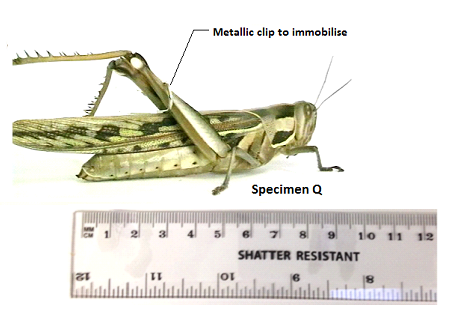 Metallic clip to immobilise
Specimen Q
MM
CM 1 2 3 4 5 6 7 8 9 10 11 12
SHATTER RESISTANT
12 11 10 9 8